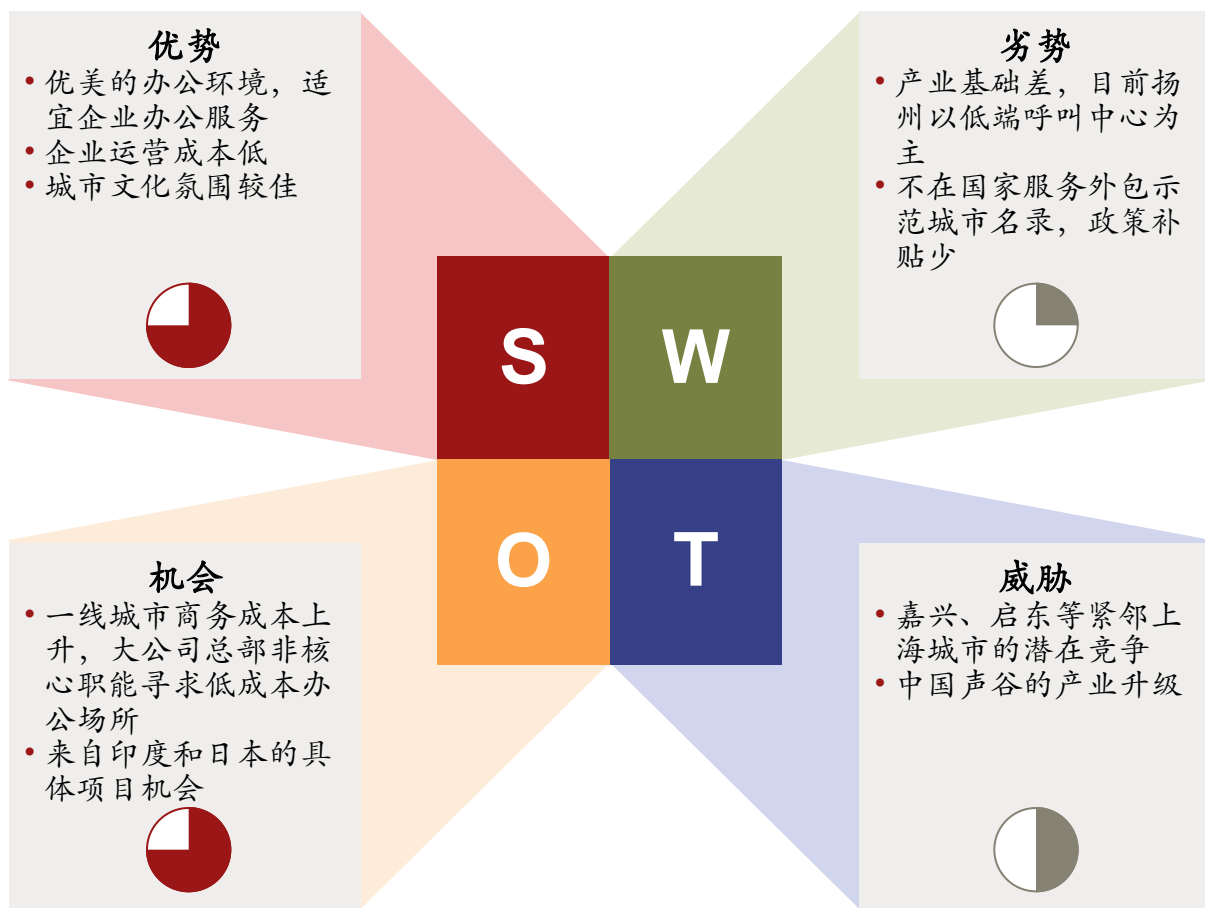 优势
• 优美的办公环境，适
宜企业办公服务
• 企业运营成本低
• 城市文化氛围较佳
劣势
• 产业基础差，目前扬
州以低端呼叫中心为
主
• 不在国家服务外包示
范城市名录，政策补
贴少
S
W
O
T
机会
• 一线城市商务成本上
升，大公司总部非核
心职能寻求低成本办
公场所
• 来自印度和日本的具
体项目机会
威胁
• 嘉兴、启东等紧邻上
海城市的潜在竞争
• 中国声谷的产业升级